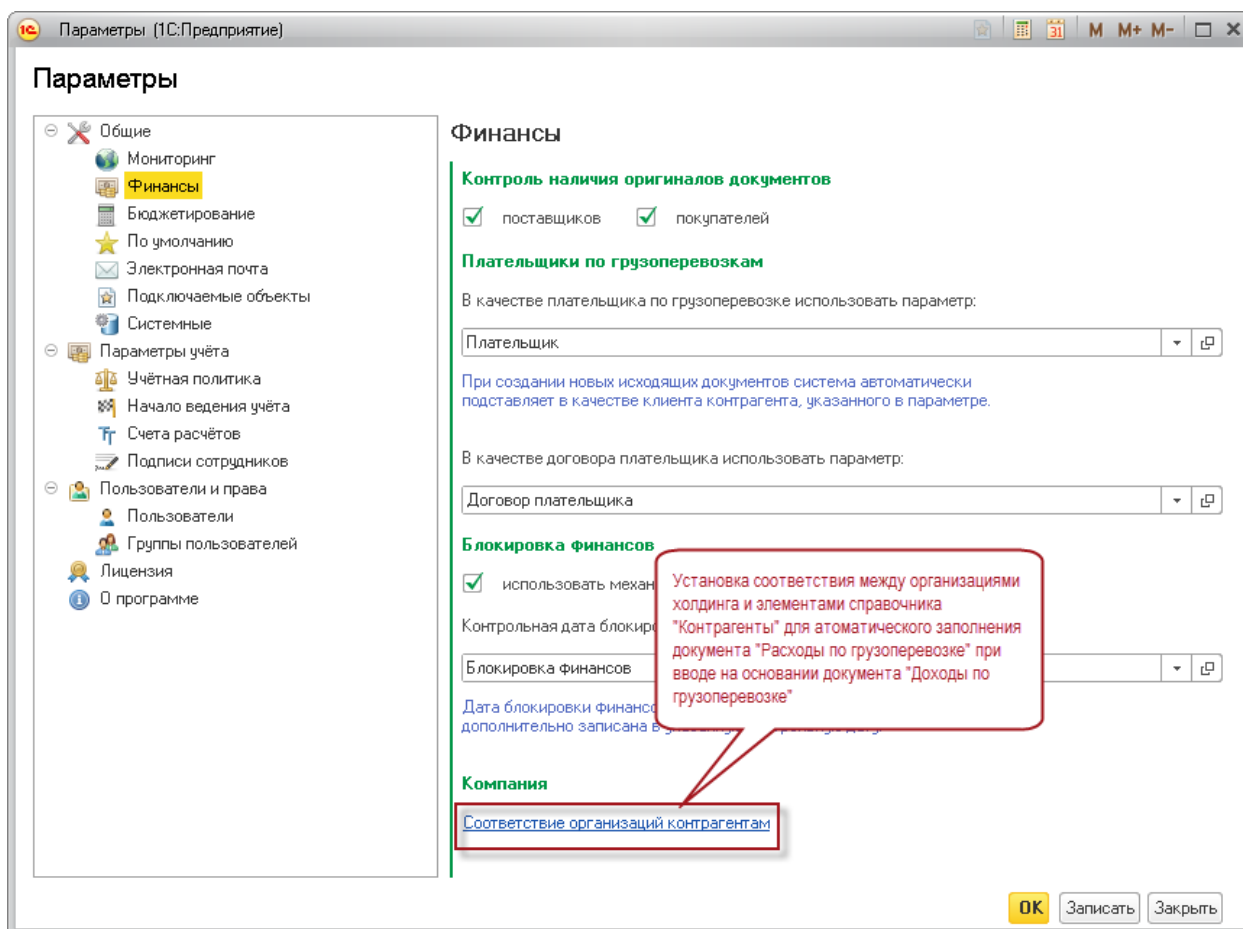 Параметры (1С:Предприятие)
31 M M+ M-
Параметры
Общие
Мониторинг
Финансы
Бюджетирование
По умолчанию
Электронная почта
Подключаемые объекты
Системные
Параметры учёта
Учётная политика
Начало ведения учёта
Счета расчётов
Подписи сотрудников
Пользователи и права
Пользователи
Группы пользователей
Лицензия
О программе
Финансы
Контроль наличия оригиналов документов
поставщиков покупателей
Плательщики по грузоперевозкам
В качестве плательщика по грузоперевозке использовать параметр:
Плательщик
При создании новых исходящих документов система автоматически
подставляет в качестве клиента контрагента, указанного в параметре.
В качестве договора плательщика использовать параметр:
Договор плательщика
Блокировка финансов
использовать
Контрольная дата
Блокировка финансов
Дата блокировки
дополнительно записана в
Установка соответствия между организациями
холдинга и элементами справочника
"Контрагенты" для атоматического заполнения
документа "Расходы по грузоперевозке" при
вводе на основании документа "Доходы по
грузоперевозке"
Компания
Соответствие организаций контрагентам
ОК Записать Закрыть